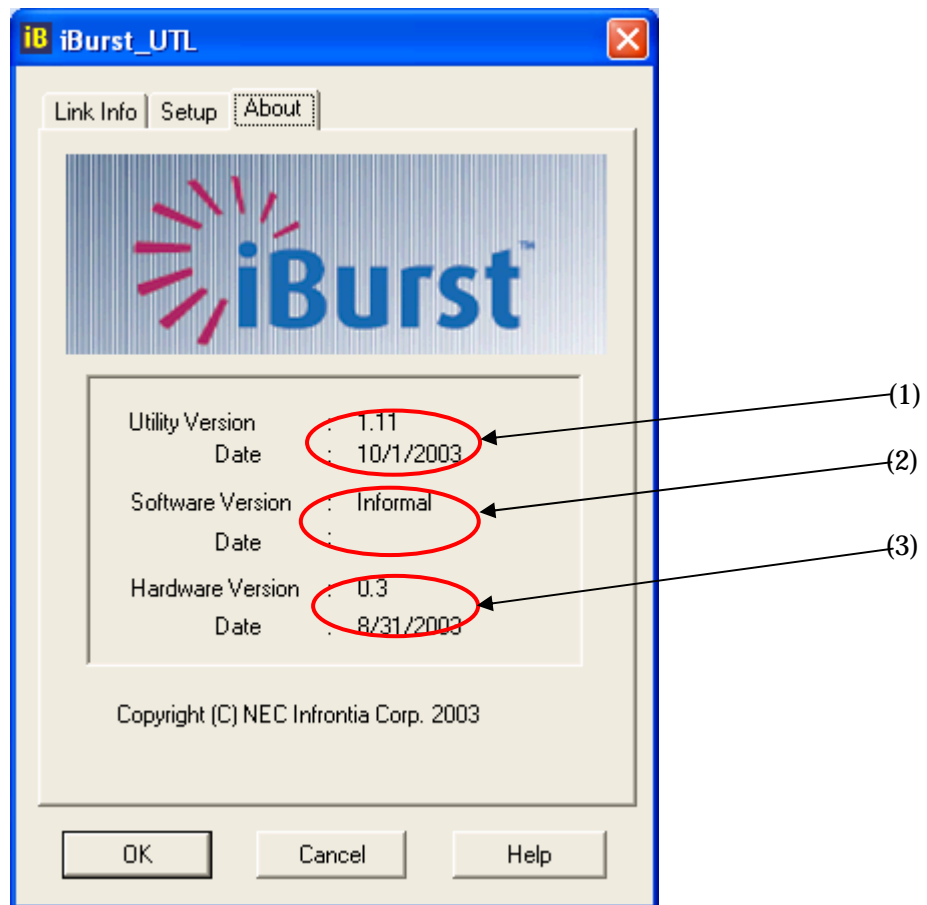 iB iBurst_UTL
Link Info Setup About
iBurst™
Utility Version : 1.11
Date : 10/1/2003
Software Version : Informal
Date :
Hardware Version : 0.3
Date : 8/31/2003
Copyright (C) NEC Infrontia Corp. 2003
OK Cancel Help
(1)
(2)
(3)